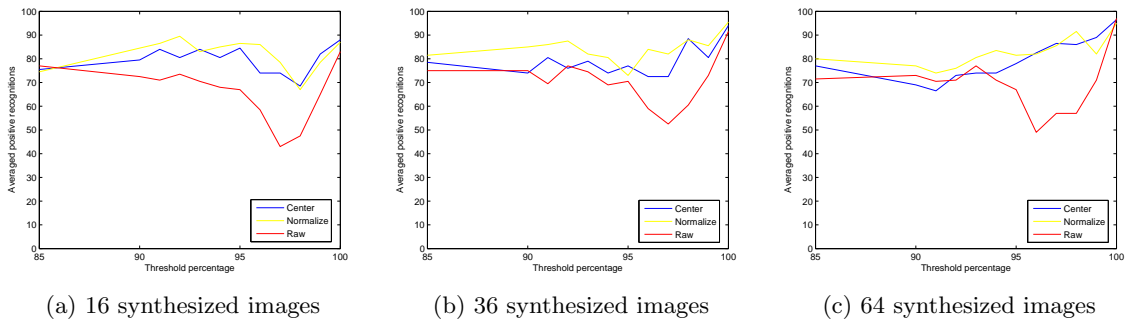 100
90
80
70
60
50
40
30
20
10
0
Averaged positive recognitions
85 90 95 100
Threshold percentage
Center
Normalize
Raw
(a) 16 synthesized images
100
90
80
70
60
50
40
30
20
10
0
Averaged positive recognitions
85 90 95 100
Threshold percentage
Center
Normalize
Raw
(b) 36 synthesized images
100
90
80
70
60
50
40
30
20
10
0
Averaged positive recognitions
85 90 95 100
Threshold percentage
Center
Normalize
Raw
(c) 64 synthesized images